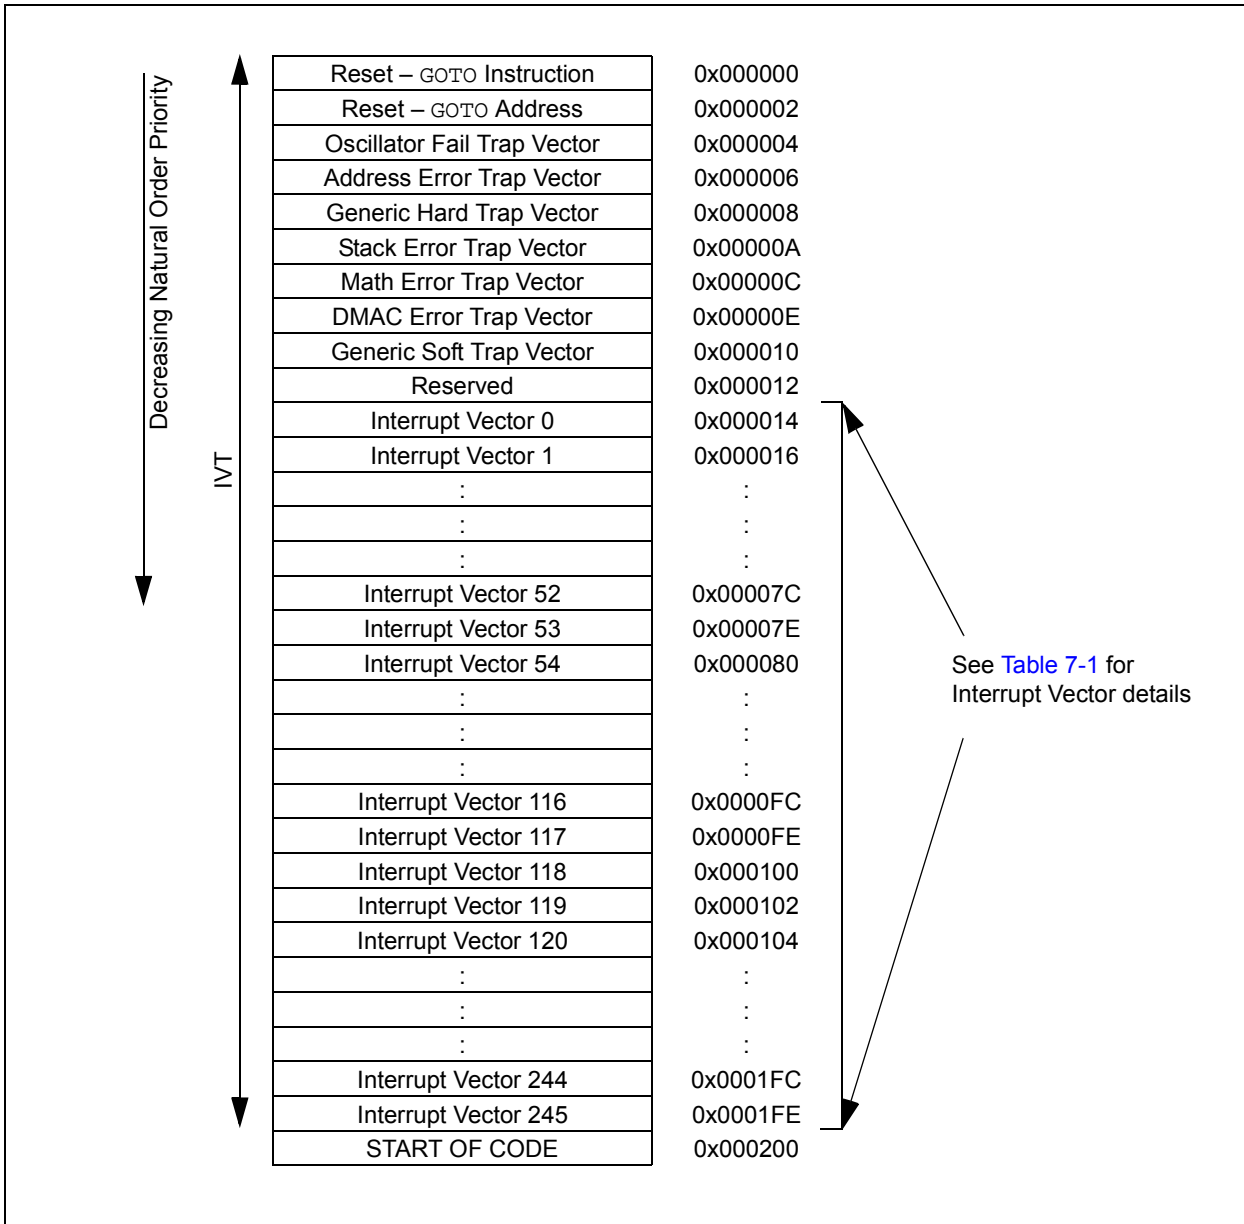 Decreasing Natural Order Priority
IVT
Reset – GOTO Instruction 0x000000
Reset – GOTO Address 0x000002
Oscillator Fail Trap Vector 0x000004
Address Error Trap Vector 0x000006
Generic Hard Trap Vector 0x000008
Stack Error Trap Vector 0x00000A
Math Error Trap Vector 0x00000C
DMAC Error Trap Vector 0x00000E
Generic Soft Trap Vector 0x000010
Reserved 0x000012
Interrupt Vector 0 0x000014
Interrupt Vector 1 0x000016
: :
: :
: :
Interrupt Vector 52 0x00007C
Interrupt Vector 53 0x00007E
Interrupt Vector 54 0x000080
: :
: :
: :
Interrupt Vector 116 0x0000FC
Interrupt Vector 117 0x0000FE
Interrupt Vector 118 0x000100
Interrupt Vector 119 0x000102
Interrupt Vector 120 0x000104
: :
: :
: :
Interrupt Vector 244 0x0001FC
Interrupt Vector 245 0x0001FE
START OF CODE 0x000200
See Table 7-1 for
Interrupt Vector details